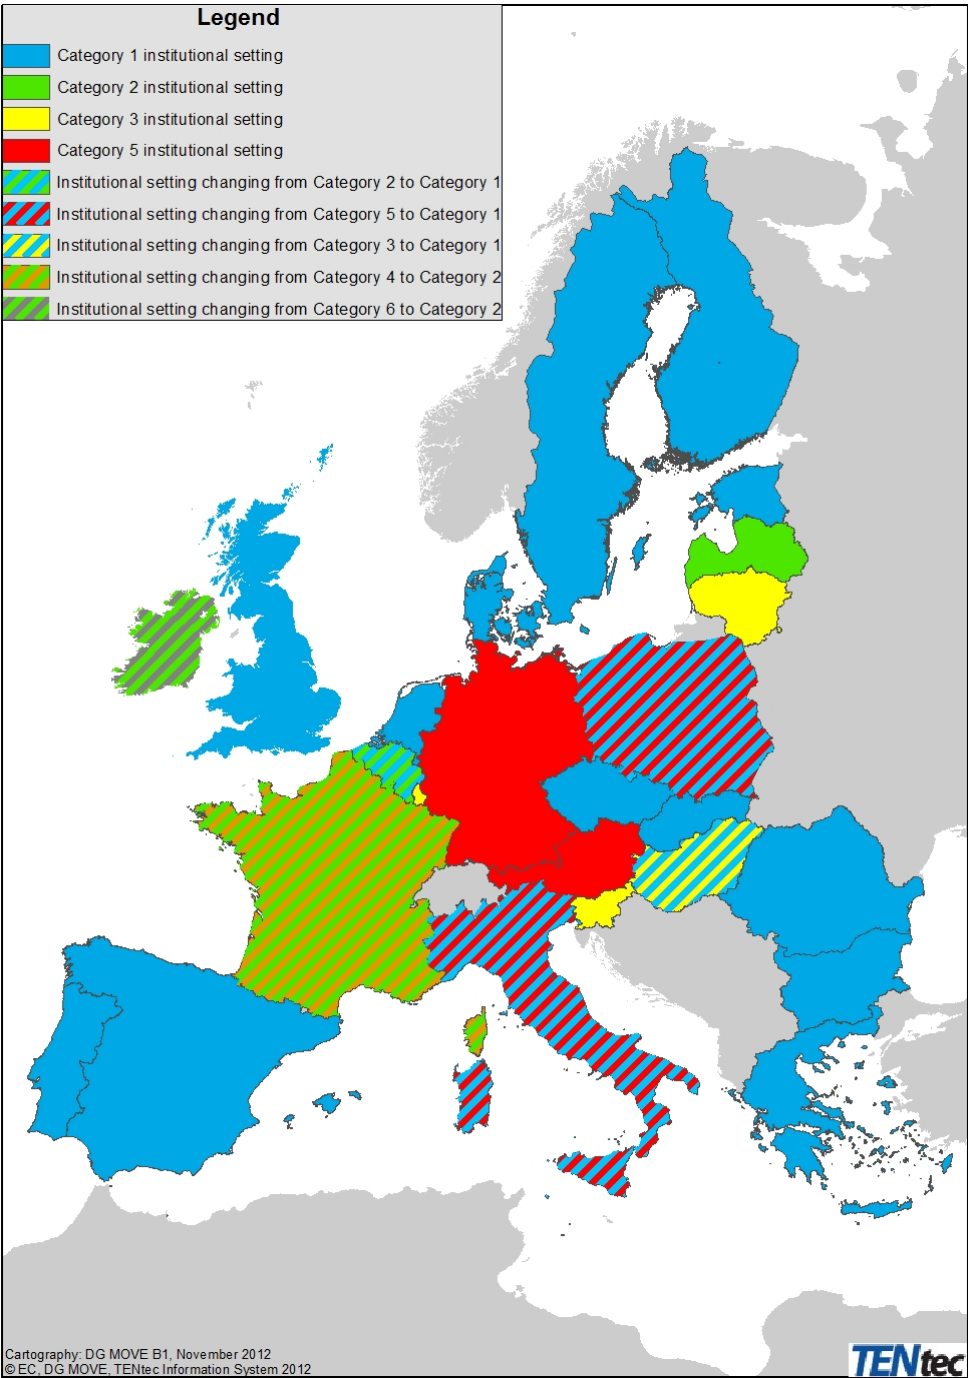 Legend
Category 1 institutional setting
Category 2 institutional setting
Category 3 institutional setting
Category 5 institutional setting
Institutional setting changing from Category 2 to Category 1
Institutional setting changing from Category 5 to Category 1
Institutional setting changing from Category 3 to Category 1
Institutional setting changing from Category 4 to Category 2
Institutional setting changing from Category 6 to Category 2
Cartography: DG MOVE B1, November 2012
© EC, DG MOVE, TENtec Information System 2012
TENtec